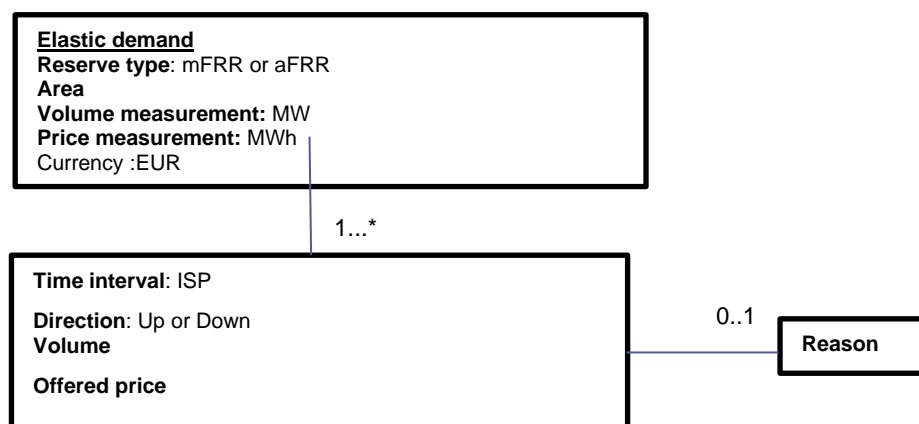 Elastic demand
Reserve type: mFRR or aFRR
Area
Volume measurement: MW
Price measurement: MWh
Currency :EUR
1...*
Time interval: ISP
Direction: Up or Down
Volume
Offered price
0..1
Reason